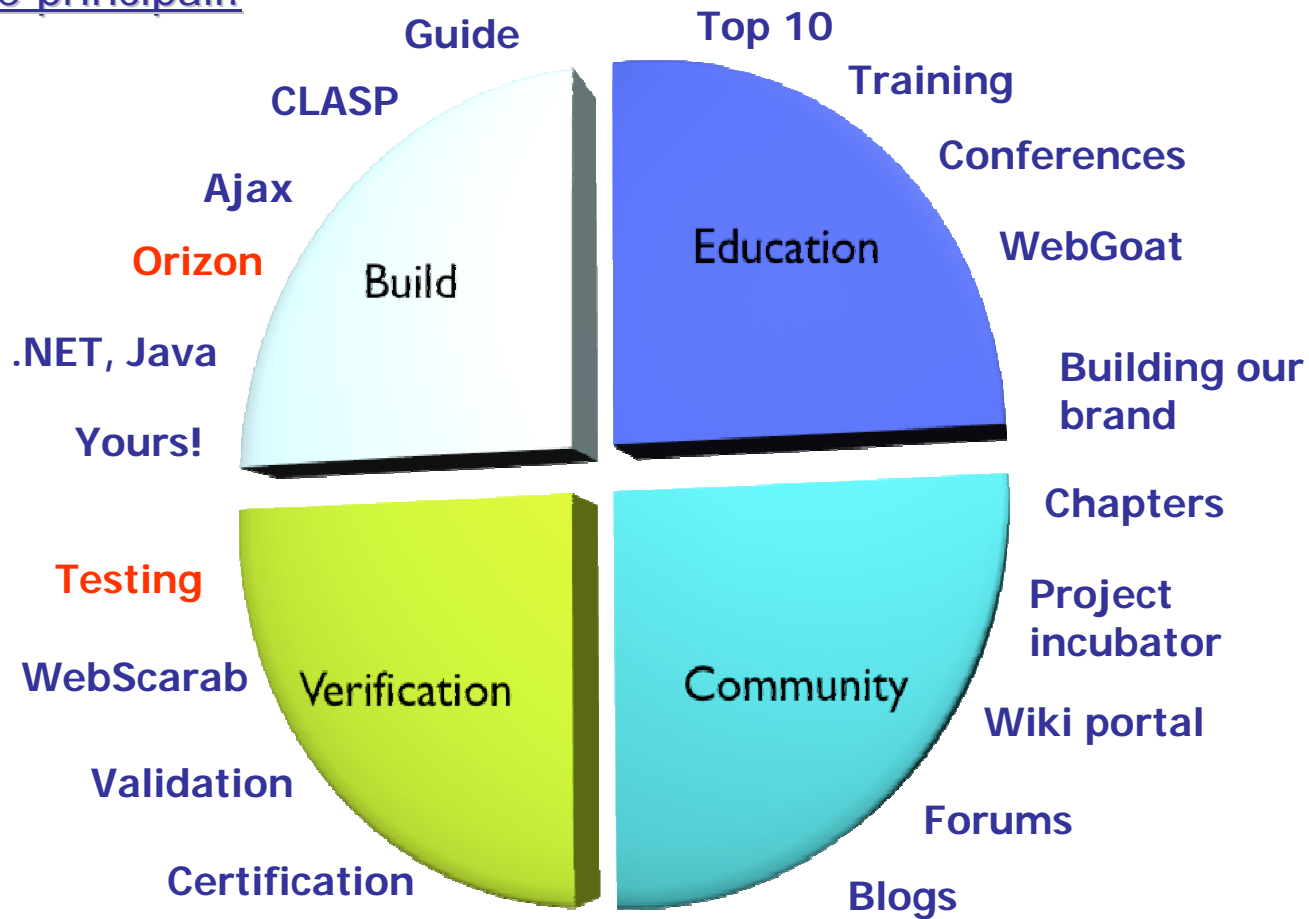 principali
Guide
CLASP
Ajax
Orizon
.NET, Java
Yours!
Build
Top 10
Training
Conferences
WebGoat
Building our
brand
Education
Testing
WebScarab
Validation
Certification
Verification
Chapters
Project
incubator
Wiki portal
Forums
Blogs
Community